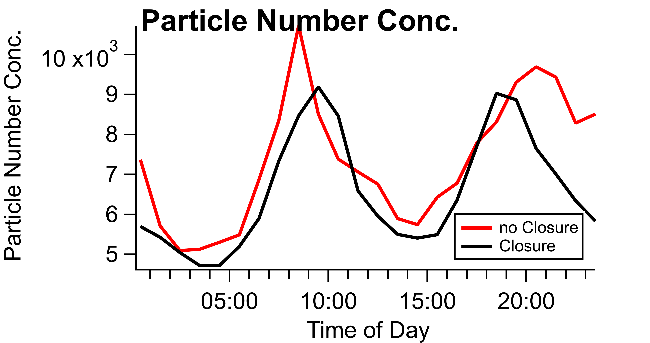 Particle Number Conc.
Particle Number Conc.
10 x10³
9
8
7
6
5
no Closure
Closure
05:00 10:00 15:00 20:00
Time of Day